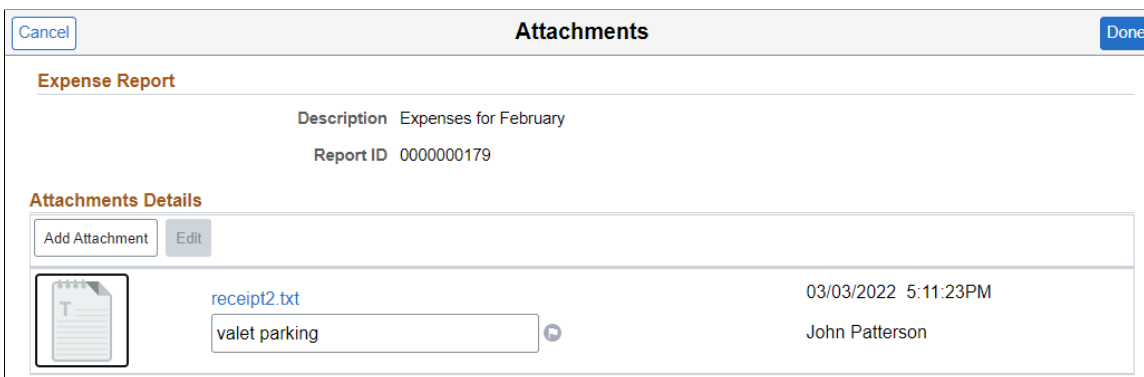 Cancel
Attachments
Done
Expense Report
Description Expenses for February
Report ID 0000000179
Attachments Details
Add Attachment
Edit
T
receipt2.txt
03/03/2022 5:11:23PM
valet parking
John Patterson